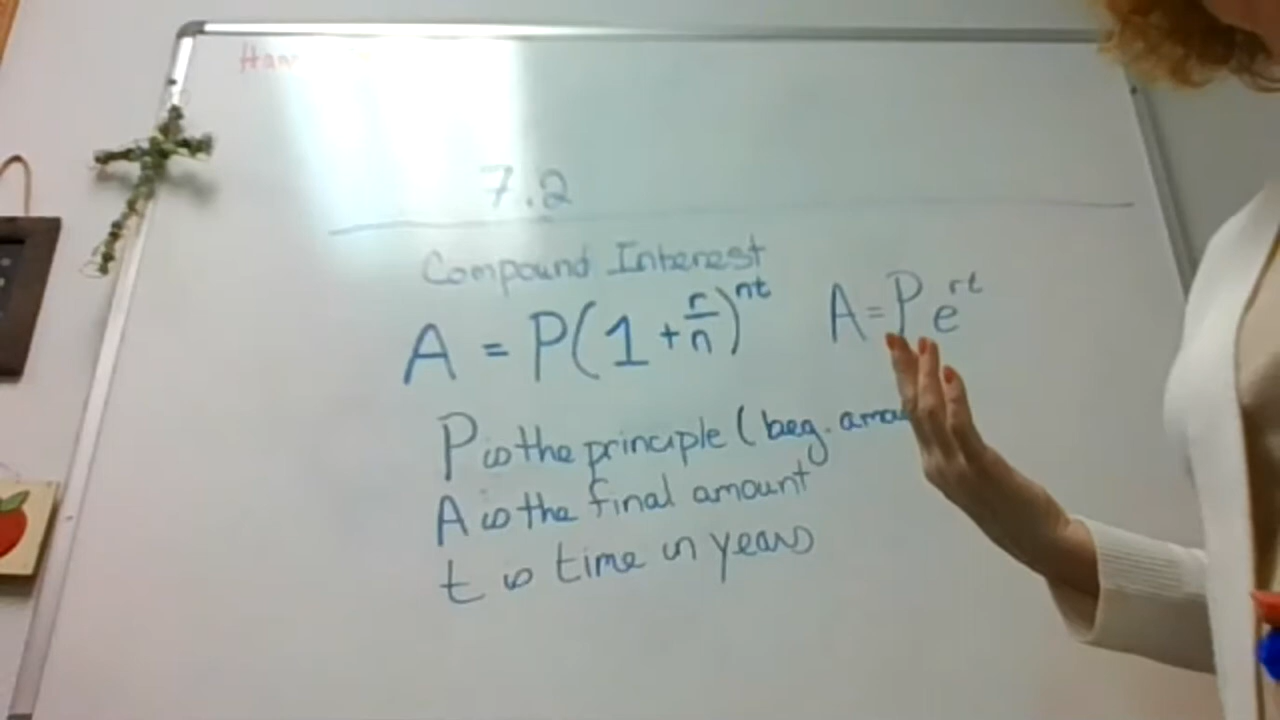 7.2
Compound Interest
A = P(1 + r/n)^nt A = Pe^rt
P is the principle (beg.
A is the final amount
t is time in years